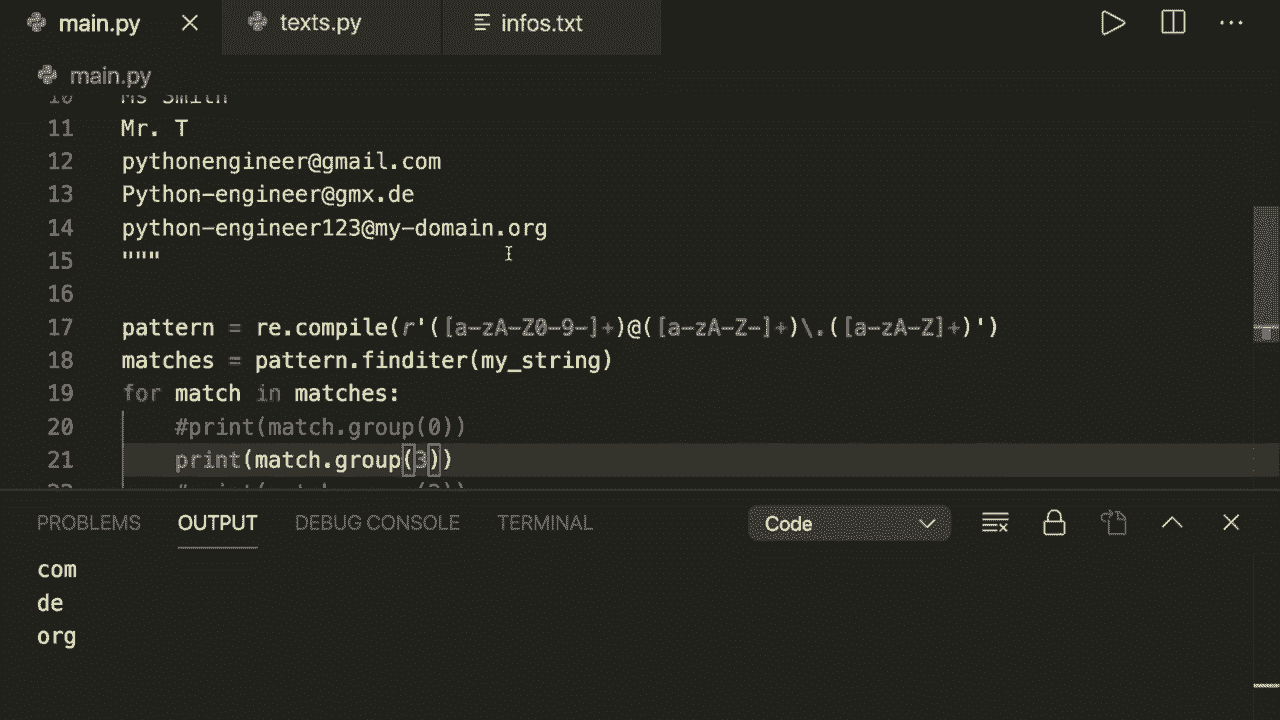 main.py
texts.py
infos.txt
main.py
10 Ms Smith
11 Mr. T
12 pythonengineer@gmail.com
13 Python-engineer@gmx.de
14 python-engineer123@my-domain.org
15 """
16
17 pattern = re.compile(r'([a-zA-Z0-9-]+)@([a-zA-Z-]+)\.([a-zA-Z]+)')
18 matches = pattern.finditer(my_string)
19 for match in matches:
20 #print(match.group(0))
21 print(match.group(3))
PROBLEMS OUTPUT DEBUG CONSOLE TERMINAL Code
com
de
org